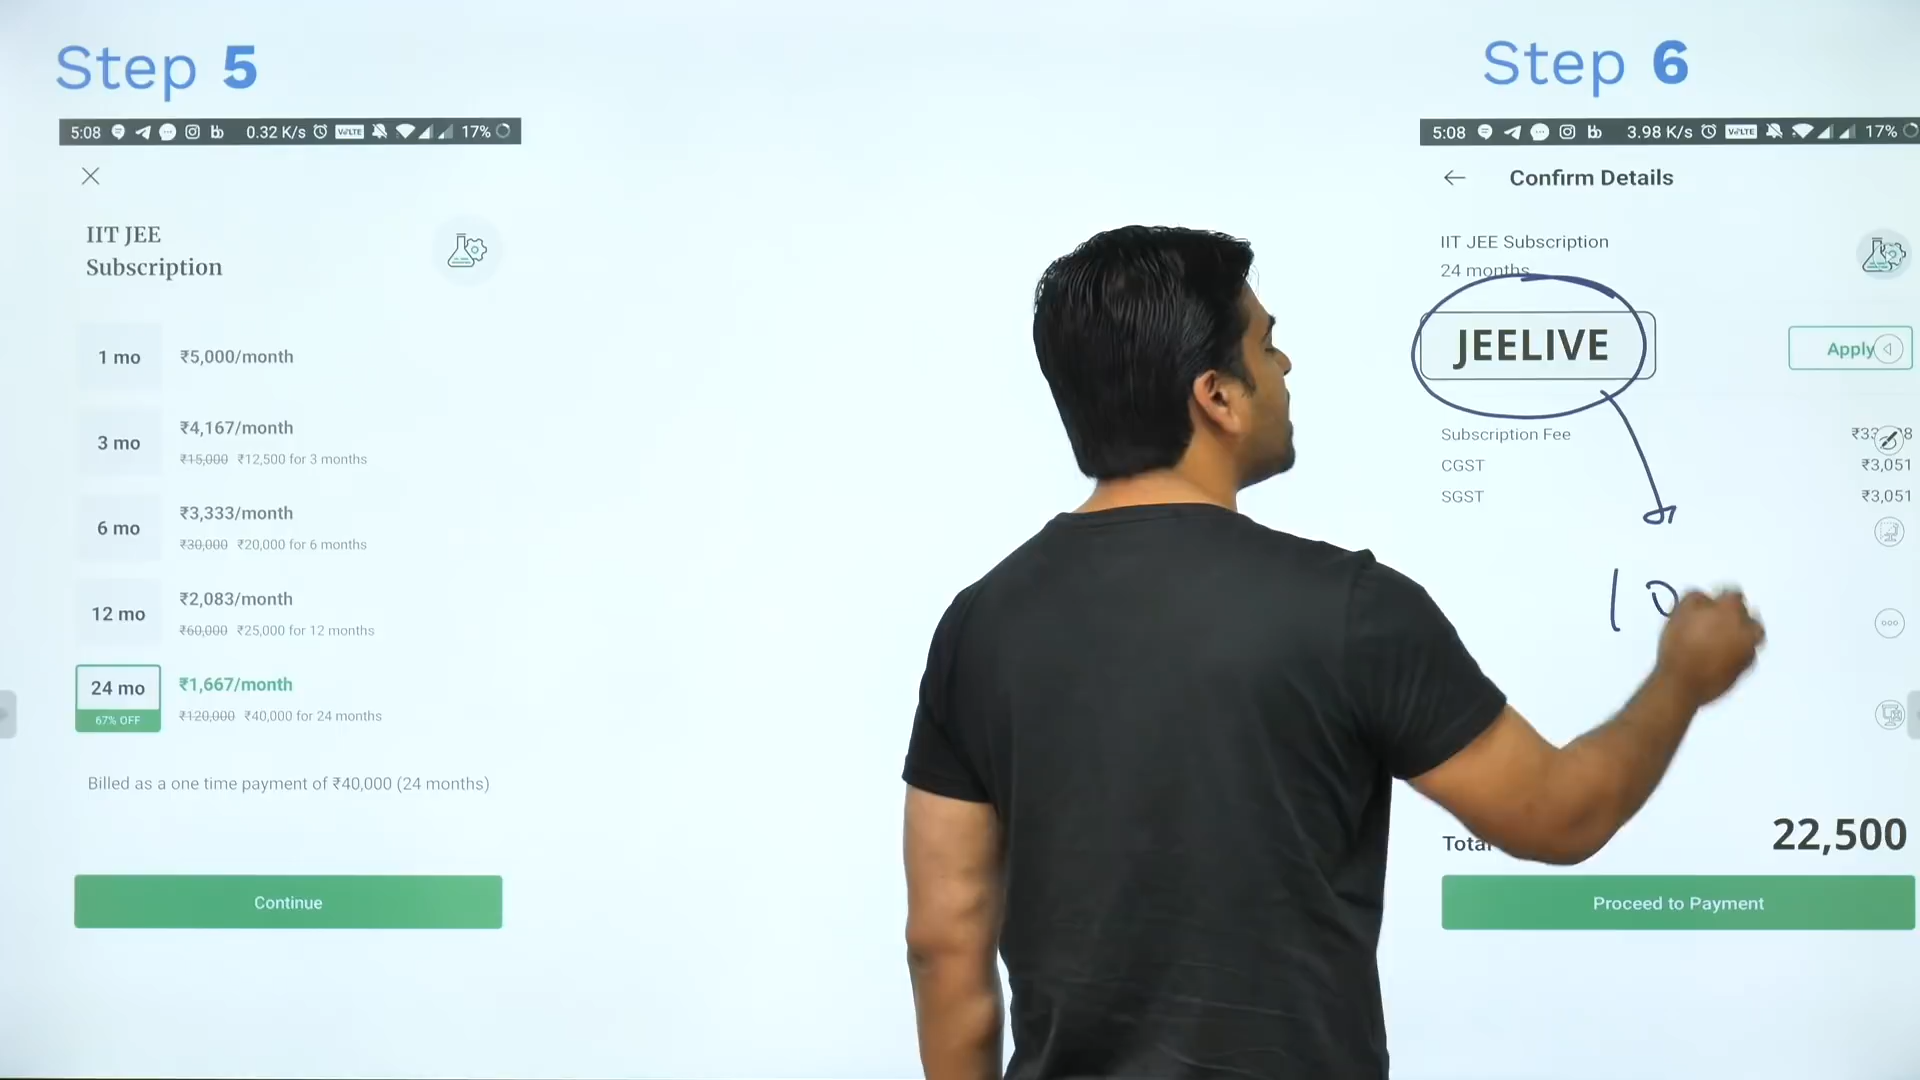 Step 5
5:08 0.32 K/s VoLTE 17%
IIT JEE
Subscription
1 mo ₹5,000/month
3 mo ₹4,167/month
₹15,000 ₹12,500 for 3 months
6 mo ₹3,333/month
₹30,000 ₹20,000 for 6 months
12 mo ₹2,083/month
₹60,000 ₹25,000 for 12 months
24 mo ₹1,667/month
67% OFF ₹120,000 ₹40,000 for 24 months
Billed as a one time payment of ₹40,000 (24 months)
Continue
Step 6
5:08 3.98 K/s VoLTE 17%
Confirm Details
IIT JEE Subscription
24 months
JEELIVE Apply
Subscription Fee
CGST ₹3,051
SGST ₹3,051
10
Total 22,500
Proceed to Payment